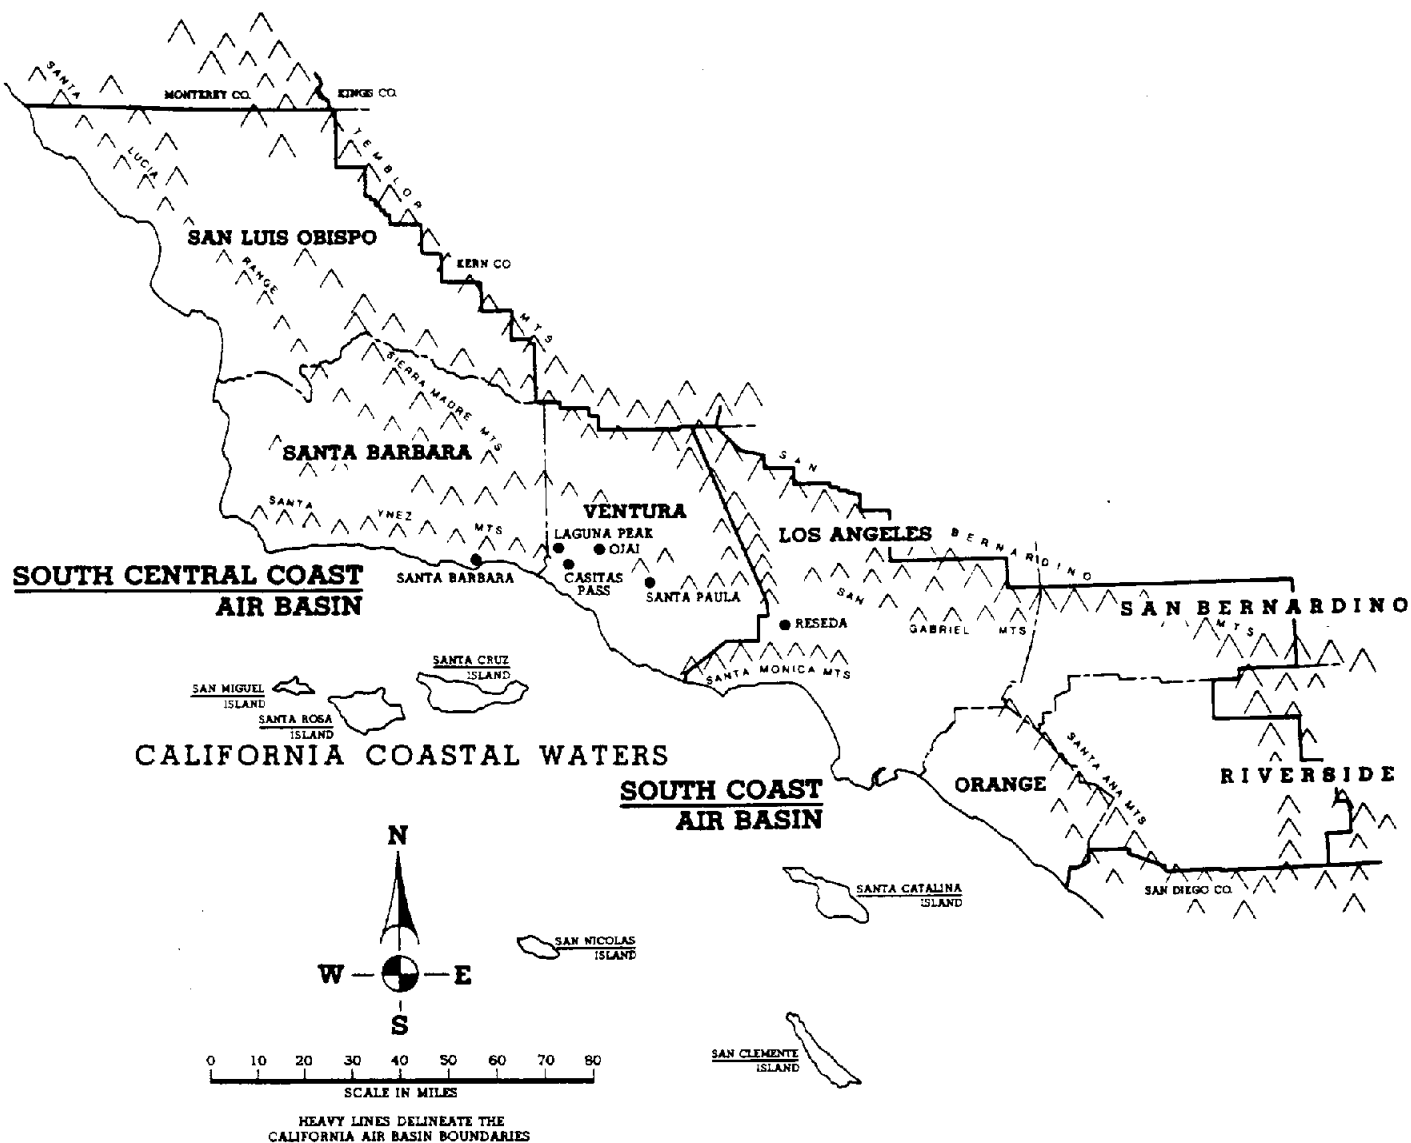 SANTA
MONTEREY CO.
KINGS CO.
LUCIA
TEMBLOR
SAN LUIS OBISPO
RANGE
KERN CO
MTS
SIERRA MADRE MTS
SANTA BARBARA
SAN
SANTA
YNEZ
MTS
VENTURA
LOS ANGELES
BERNARDINO
LAGUNA PEAK
OJAI
SANTA BARBARA
CASITAS
PASS
SANTA PAULA
SOUTH CENTRAL COAST
AIR BASIN
SAN
GABRIEL
MTS
SAN BERNARDINO
MTS
RESEDA
SANTA MONICA MTS
SANTA CRUZ
ISLAND
SAN MIGUEL
ISLAND
SANTA ROSA
ISLAND
CALIFORNIA COASTAL WATERS
SANTA ANA MTS
ORANGE
RIVERSIDE
SOUTH COAST
AIR BASIN
SAN DIEGO CO.
SANTA CATALINA
ISLAND
N
SAN NICOLAS
ISLAND
W E
S
SAN CLEMENTE
ISLAND
0 10 20 30 40 50 60 70 80
SCALE IN MILES
HEAVY LINES DELINEATE THE
CALIFORNIA AIR BASIN BOUNDARIES